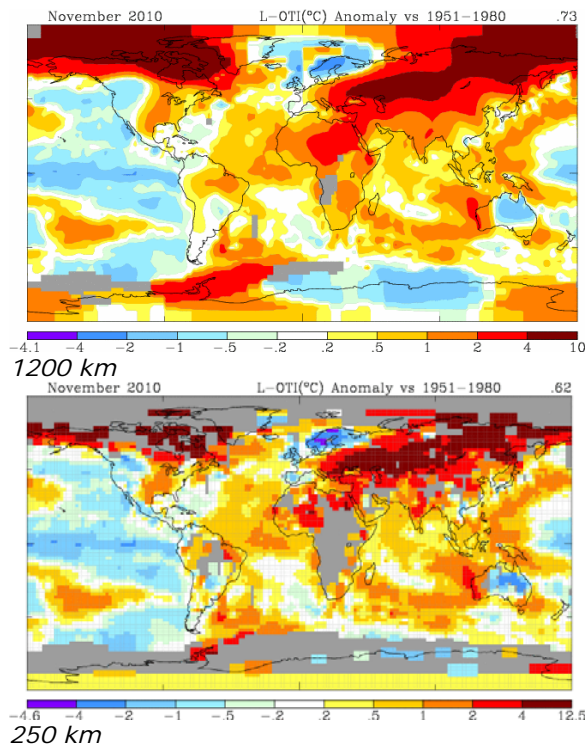 November 2010 L-OTI(°C) Anomaly vs 1951-1980 .73
-4.1 -4 -2 -1 -.5 -.2 .2 .5 1 2 4 10
1200 km
November 2010 L-OTI(°C) Anomaly vs 1951-1980 .62
-4.6 -4 -2 -1 -.5 -.2 .2 .5 1 2 4 12.5
250 km